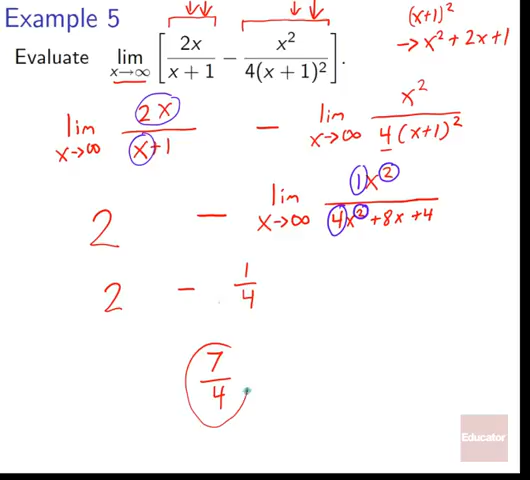 Example 5
(x+1)²
→ x² + 2x + 1
Evaluate lim x→∞ [ 2x/(x + 1) − x²/(4(x + 1)²) ].
lim x→∞ 2x/(x+1) − lim x→∞ x²/(4(x+1)²)
2 − lim x→∞ 1x²/(4x² + 8x + 4)
2 − 1/4
7/4
Educator